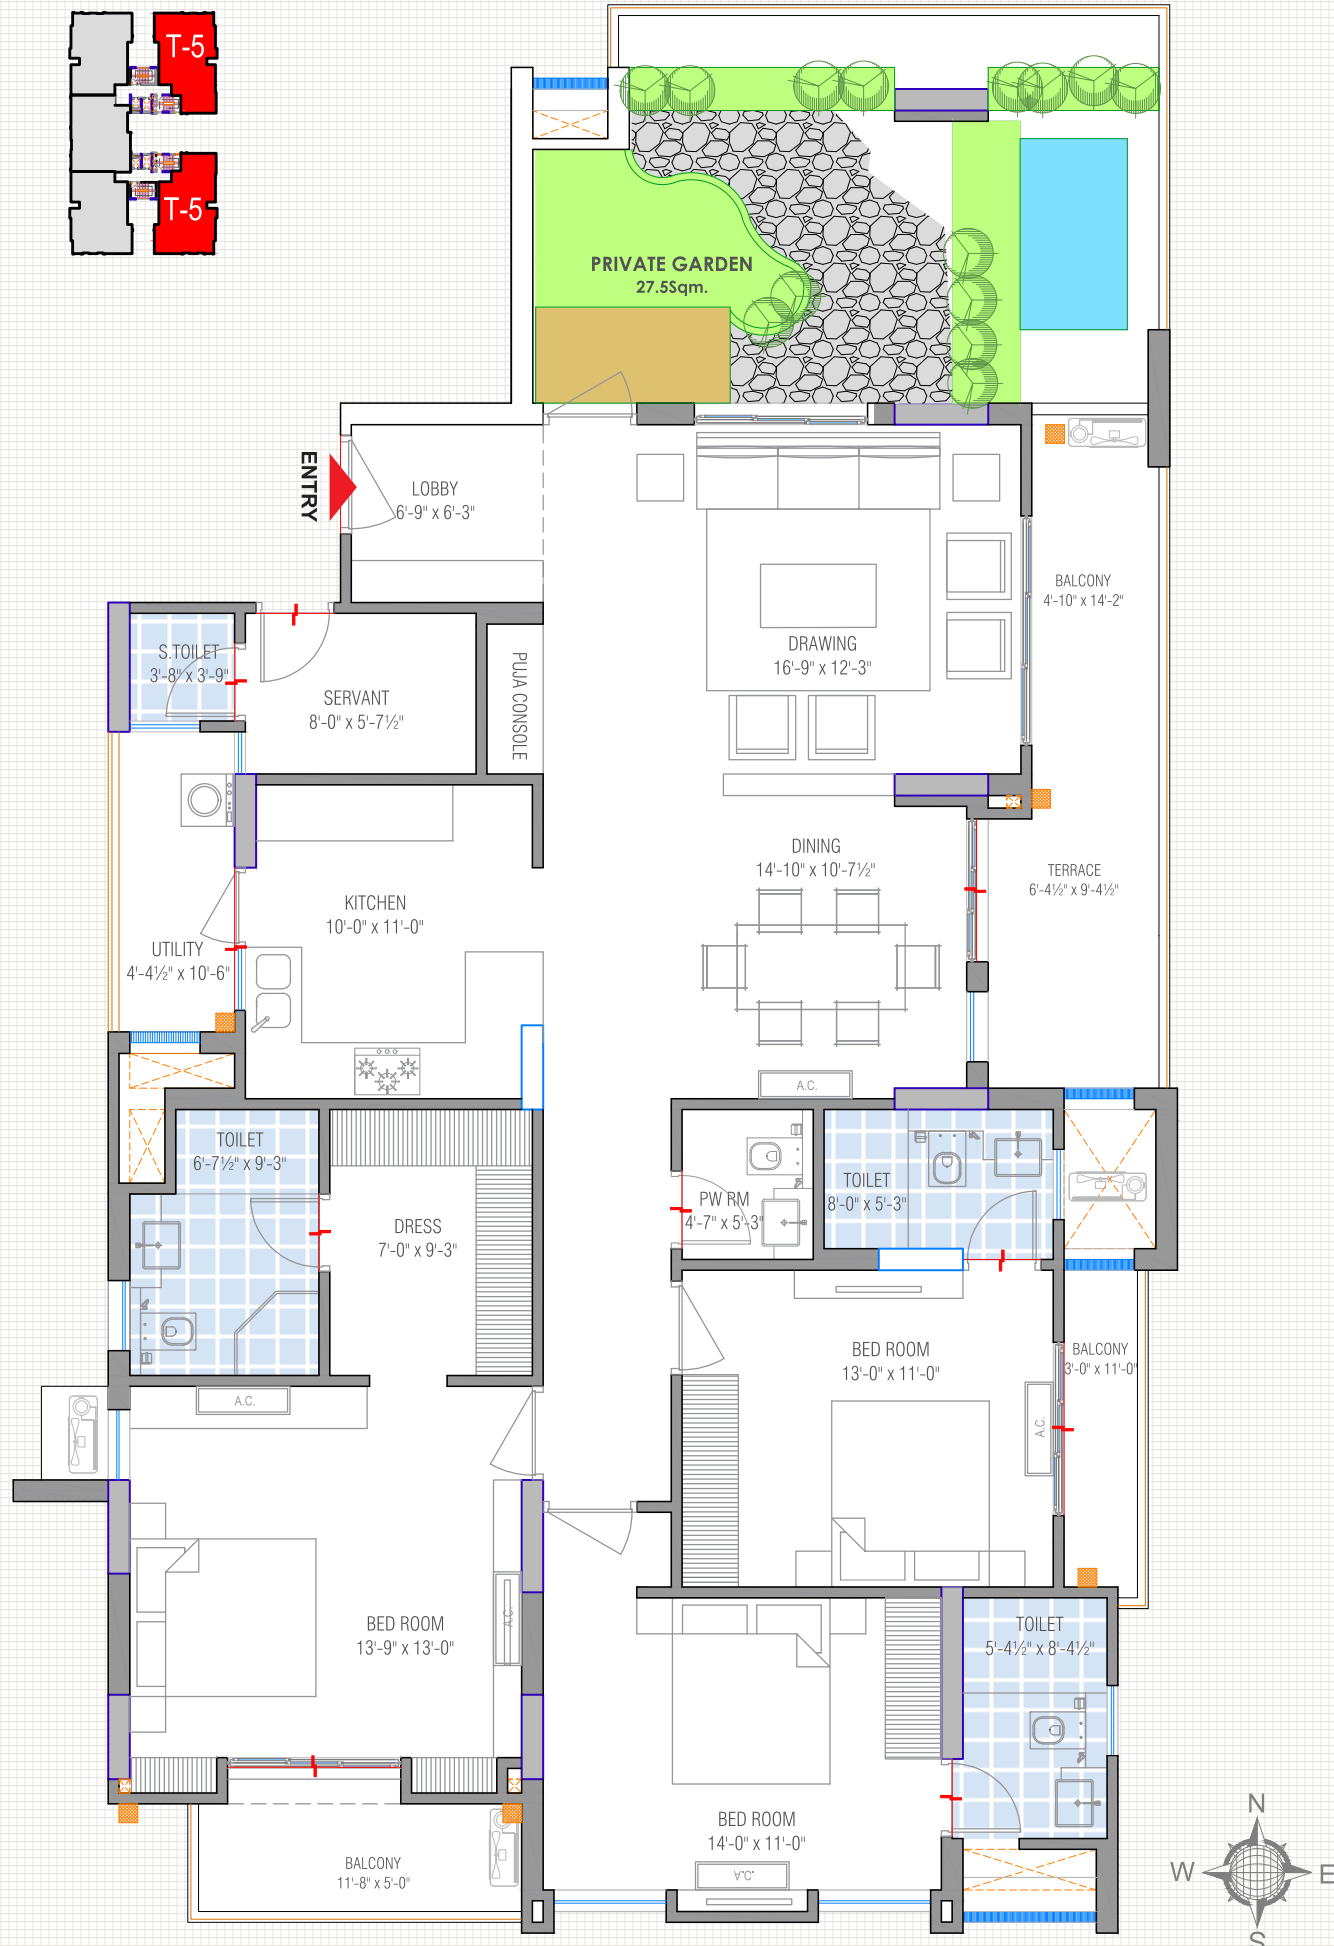 T-5
T-5
PRIVATE GARDEN
27.5Sqm.
ENTRY
LOBBY
6'-9" x 6'-3"
BALCONY
4'-10" x 14'-2"
DRAWING
16'-9" x 12'-3"
S.TOILET
3'-8" x 3'-9"
SERVANT
8'-0" x 5'-7½"
PUJA CONSOLE
DINING
14'-10" x 10'-7½"
TERRACE
6'-4½" x 9'-4½"
KITCHEN
10'-0" x 11'-0"
UTILITY
4'-4½" x 10'-6"
A.C.
TOILET
6'-7½" x 9'-3"
DRESS
7'-0" x 9'-3"
PW RM
4'-7" x 5'-3"
TOILET
8'-0" x 5'-3"
BED ROOM
13'-0" x 11'-0"
BALCONY
3'-0" x 11'-0"
A.C.
A.C.
BED ROOM
13'-9" x 13'-0"
A.C.
TOILET
5'-4½" x 8'-4½"
BED ROOM
14'-0" x 11'-0"
A.C.
BALCONY
11'-8" x 5'-0"
N
W
E
S